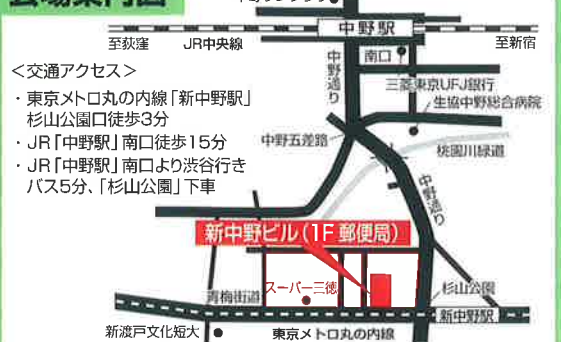 会場案内図
中野駅
至荻窪
JR中央線
至新宿
南口
<交通アクセス>
中野通り
三菱東京UFJ銀行
・東京メトロ丸の内線「新中野駅」
杉山公園口徒歩3分
生協中野総合病院
・JR「中野駅」南口徒歩15分
中野五差路
桃園川緑道
・JR「中野駅」南口より渋谷行き
バス5分、「杉山公園」下車
中野通り
新中野ビル(1F 郵便局)
青梅街道
スーパー三徳
杉山公園
新中野駅
新渡戸文化短大
東京メトロ丸の内線